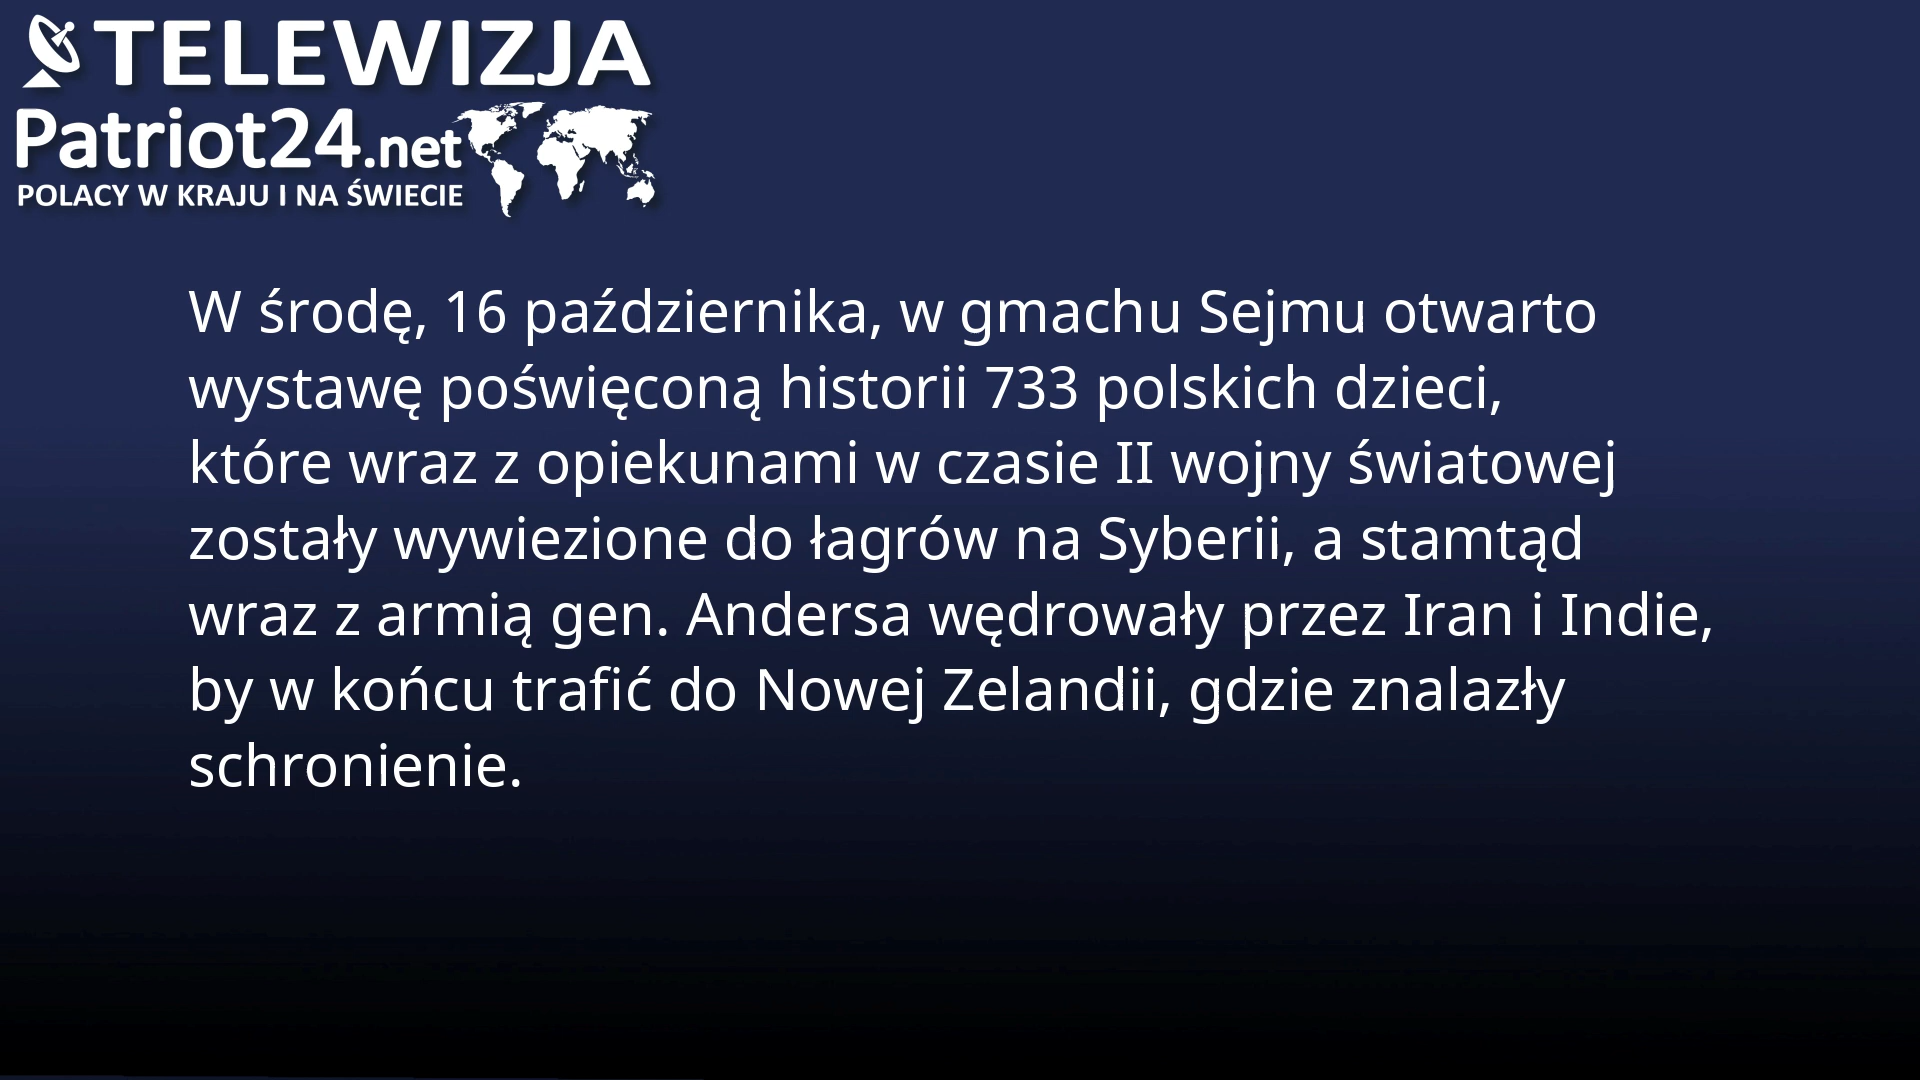 TELEWIZJA
Patriot24.net
POLACY W KRAJU I NA ŚWIECIE
W środę, 16 października, w gmachu Sejmu otwarto
wystawę poświęconą historii 733 polskich dzieci,
które wraz z opiekunami w czasie II wojny światowej
zostały wywiezione do łagrów na Syberii, a stamtąd
wraz z armią gen. Andersa wędrowały przez Iran i Indie,
by w końcu trafić do Nowej Zelandii, gdzie znalazły
schronienie.